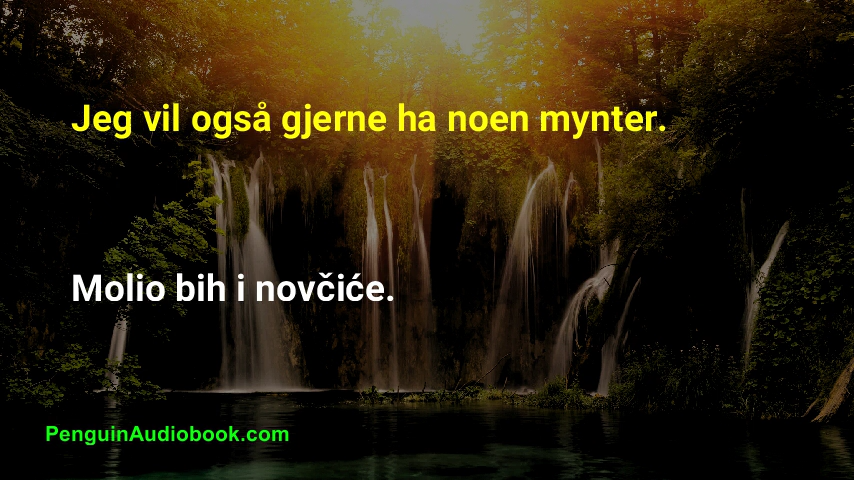 Jeg vil også gjerne ha noen mynter.
Molio bih i novčiće.
PenguinAudiobook.com